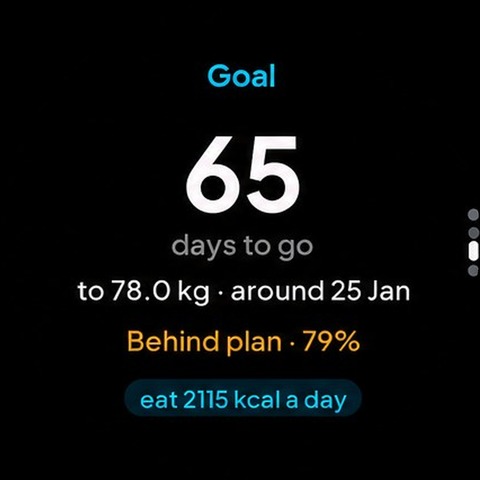 Goal
65
days to go
to 78.0 kg · around 25 Jan
Behind plan · 79%
eat 2115 kcal a day